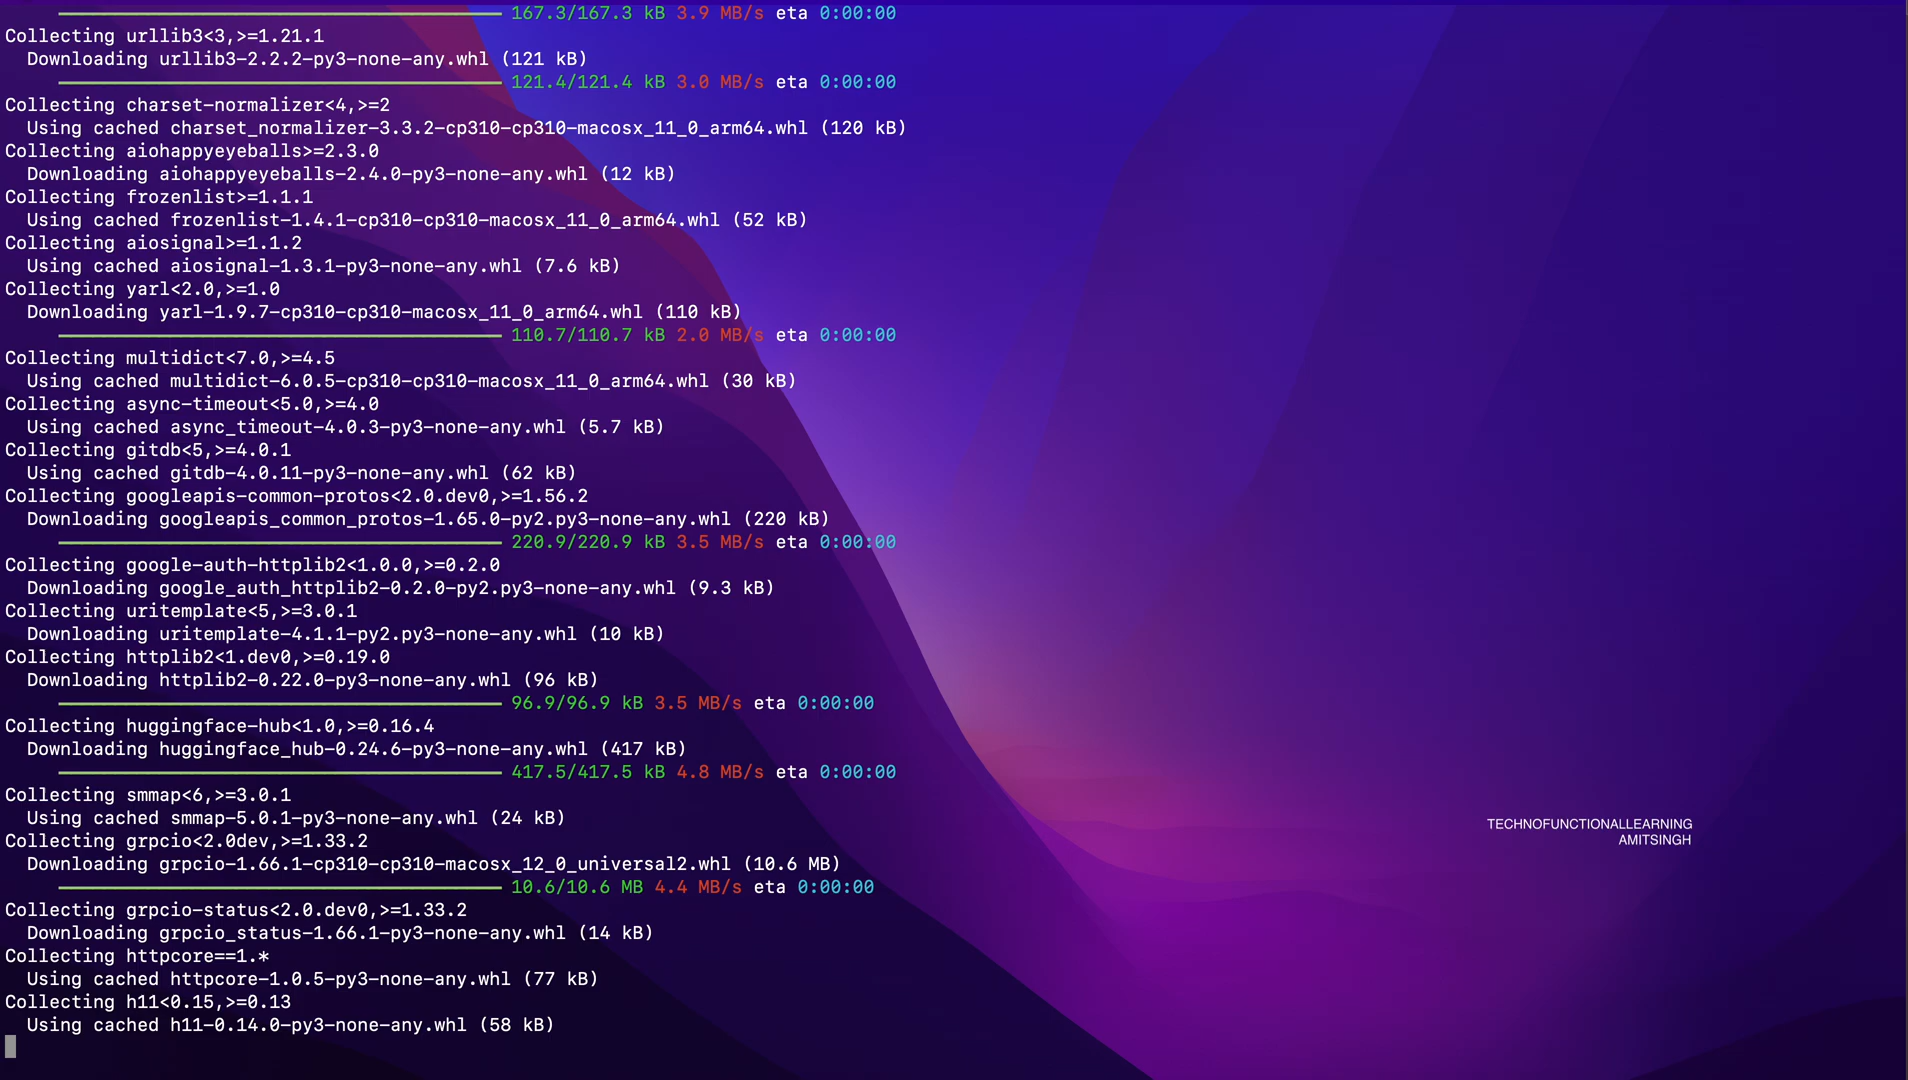 167.3/167.3 kB 3.9 MB/s eta 0:00:00
Collecting urllib3<3,>=1.21.1
Downloading urllib3-2.2.2-py3-none-any.whl (121 kB)
121.4/121.4 kB 3.0 MB/s eta 0:00:00
Collecting charset-normalizer<4,>=2
Using cached charset_normalizer-3.3.2-cp310-cp310-macosx_11_0_arm64.whl (120 kB)
Collecting aiohappyeyeballs>=2.3.0
Downloading aiohappyeyeballs-2.4.0-py3-none-any.whl (12 kB)
Collecting frozenlist>=1.1.1
Using cached frozenlist-1.4.1-cp310-cp310-macosx_11_0_arm64.whl (52 kB)
Collecting aiosignal>=1.1.2
Using cached aiosignal-1.3.1-py3-none-any.whl (7.6 kB)
Collecting yarl<2.0,>=1.0
Downloading yarl-1.9.7-cp310-cp310-macosx_11_0_arm64.whl (110 kB)
110.7/110.7 kB 2.0 MB/s eta 0:00:00
Collecting multidict<7.0,>=4.5
Using cached multidict-6.0.5-cp310-cp310-macosx_11_0_arm64.whl (30 kB)
Collecting async-timeout<5.0,>=4.0
Using cached async_timeout-4.0.3-py3-none-any.whl (5.7 kB)
Collecting gitdb<5,>=4.0.1
Using cached gitdb-4.0.11-py3-none-any.whl (62 kB)
Collecting googleapis-common-protos<2.0.dev0,>=1.56.2
Downloading googleapis_common_protos-1.65.0-py2.py3-none-any.whl (220 kB)
220.9/220.9 kB 3.5 MB/s eta 0:00:00
Collecting google-auth-httplib2<1.0.0,>=0.2.0
Downloading google_auth_httplib2-0.2.0-py2.py3-none-any.whl (9.3 kB)
Collecting uritemplate<5,>=3.0.1
Downloading uritemplate-4.1.1-py2.py3-none-any.whl (10 kB)
Collecting httplib2<1.dev0,>=0.19.0
Downloading httplib2-0.22.0-py3-none-any.whl (96 kB)
96.9/96.9 kB 3.5 MB/s eta 0:00:00
Collecting huggingface-hub<1.0,>=0.16.4
Downloading huggingface_hub-0.24.6-py3-none-any.whl (417 kB)
417.5/417.5 kB 4.8 MB/s eta 0:00:00
Collecting smmap<6,>=3.0.1
Using cached smmap-5.0.1-py3-none-any.whl (24 kB)
Collecting grpcio<2.0dev,>=1.33.2
Downloading grpcio-1.66.1-cp310-cp310-macosx_12_0_universal2.whl (10.6 MB)
10.6/10.6 MB 4.4 MB/s eta 0:00:00
Collecting grpcio-status<2.0.dev0,>=1.33.2
Downloading grpcio_status-1.66.1-py3-none-any.whl (14 kB)
Collecting httpcore==1.*
Using cached httpcore-1.0.5-py3-none-any.whl (77 kB)
Collecting h11<0.15,>=0.13
Using cached h11-0.14.0-py3-none-any.whl (58 kB)
TECHNOFUNCTIONALLEARNING
AMITSINGH